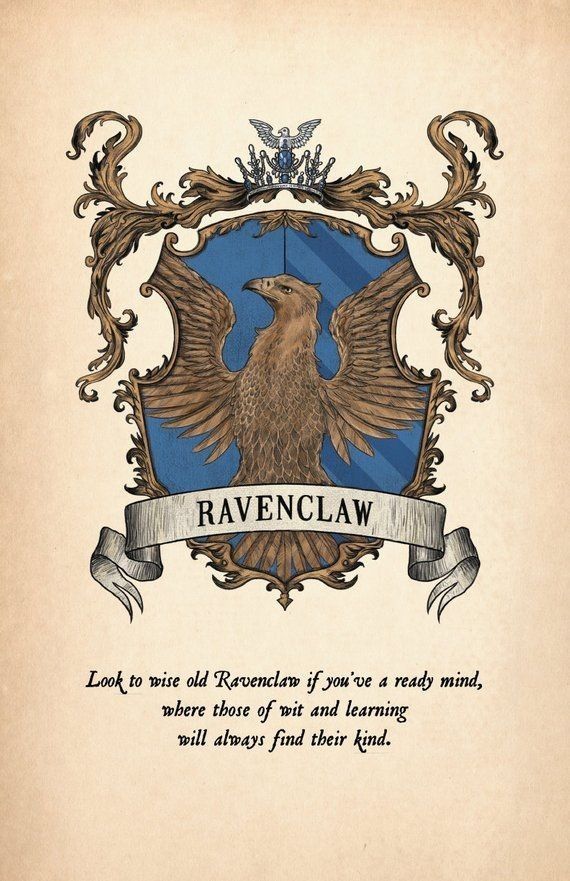 RAVENCLAW
Look to wise old Ravenclaw if you've a ready mind,
where those of wit and learning
will always find their kind.